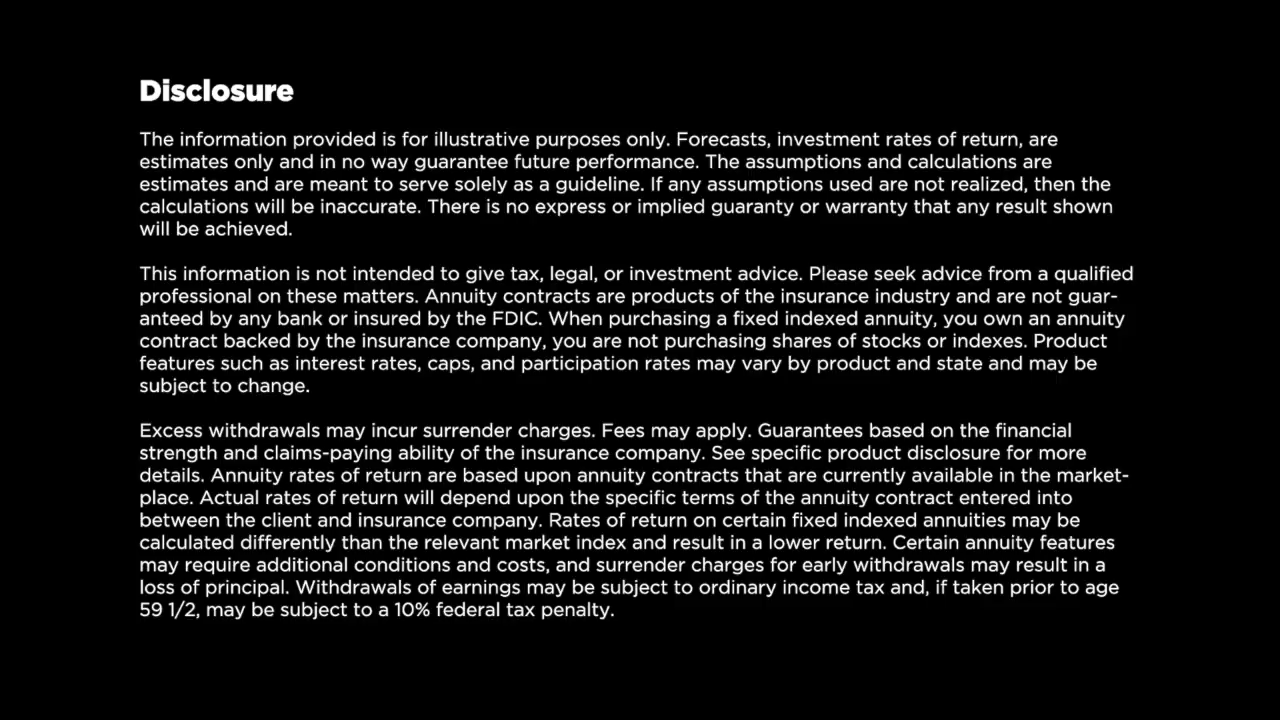 Disclosure
The information provided is for illustrative purposes only. Forecasts, investment rates of return, are
estimates only and in no way guarantee future performance. The assumptions and calculations are
estimates and are meant to serve solely as a guideline. If any assumptions used are not realized, then the
calculations will be inaccurate. There is no express or implied guaranty or warranty that any result shown
will be achieved.
This information is not intended to give tax, legal, or investment advice. Please seek advice from a qualified
professional on these matters. Annuity contracts are products of the insurance industry and are not guar-
anteed by any bank or insured by the FDIC. When purchasing a fixed indexed annuity, you own an annuity
contract backed by the insurance company, you are not purchasing shares of stocks or indexes. Product
features such as interest rates, caps, and participation rates may vary by product and state and may be
subject to change.
Excess withdrawals may incur surrender charges. Fees may apply. Guarantees based on the financial
strength and claims-paying ability of the insurance company. See specific product disclosure for more
details. Annuity rates of return are based upon annuity contracts that are currently available in the market-
place. Actual rates of return will depend upon the specific terms of the annuity contract entered into
between the client and insurance company. Rates of return on certain fixed indexed annuities may be
calculated differently than the relevant market index and result in a lower return. Certain annuity features
may require additional conditions and costs, and surrender charges for early withdrawals may result in a
loss of principal. Withdrawals of earnings may be subject to ordinary income tax and, if taken prior to age
59 1/2, may be subject to a 10% federal tax penalty.